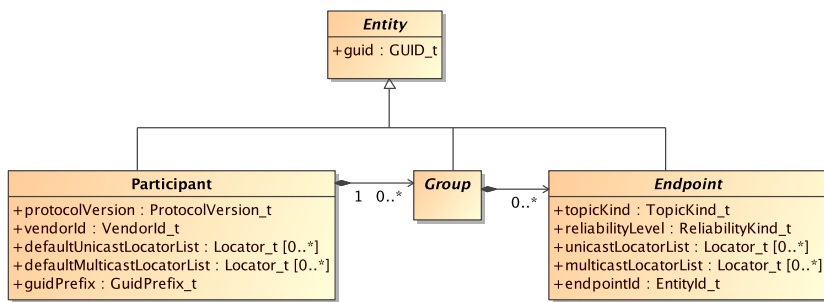 Entity
+guid : GUID_t
Participant
+protocolVersion : ProtocolVersion_t
+vendorId : VendorId_t
+defaultUnicastLocatorList : Locator_t [0..*]
+defaultMulticastLocatorList : Locator_t [0..*]
+guidPrefix : GuidPrefix_t
1 0..*
Group
0..*
Endpoint
+topicKind : TopicKind_t
+reliabilityLevel : ReliabilityKind_t
+unicastLocatorList : Locator_t [0..*]
+multicastLocatorList : Locator_t [0..*]
+endpointId : EntityId_t